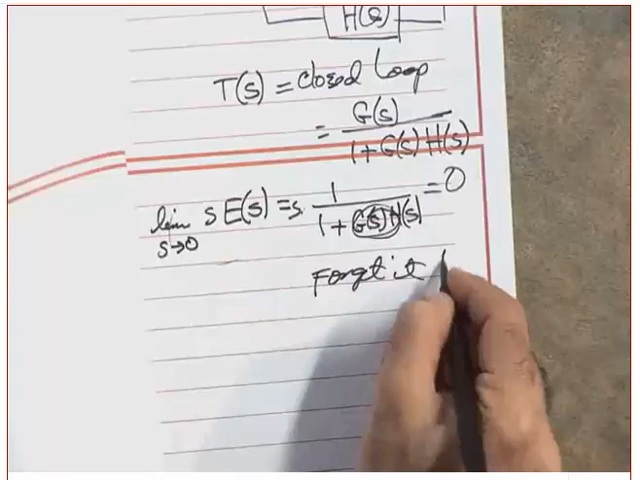 H(s)
T(s) = closed Loop
= G(s) / 1 + G(s) H(s)
lim s→0 s E(s) = s. 1 / 1 + G(s)H(s) = 0
Forget it